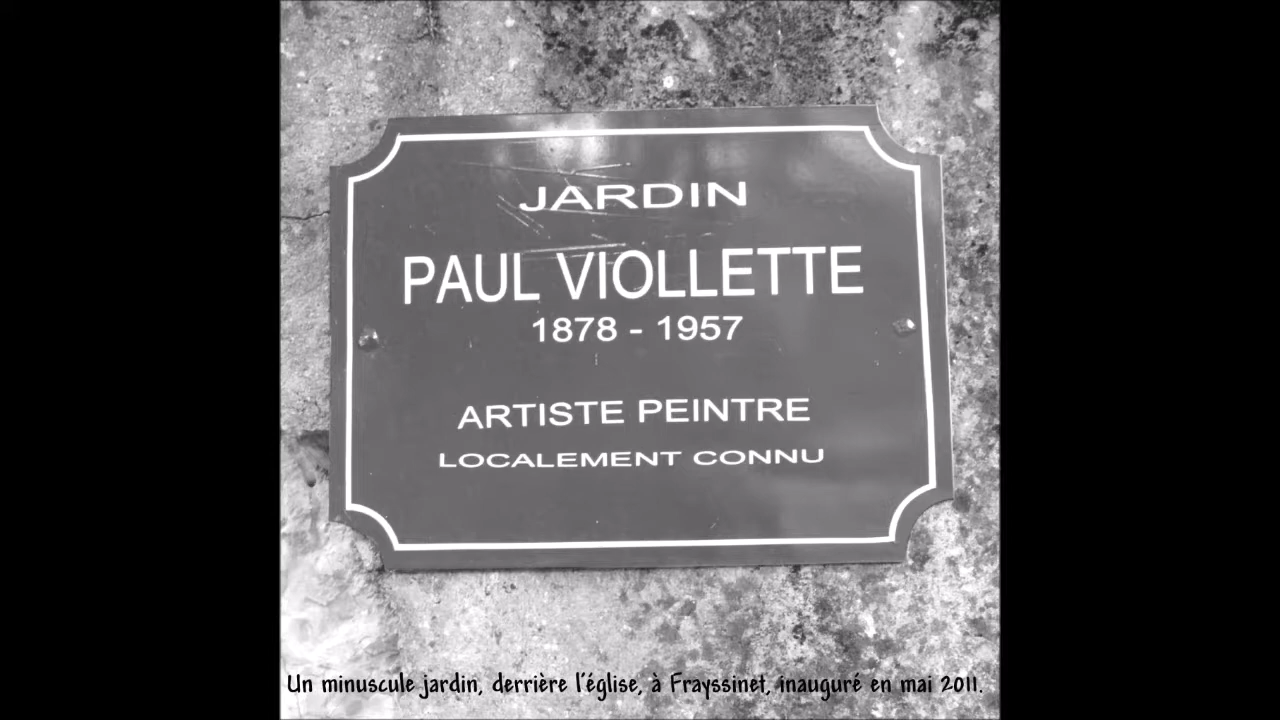 JARDIN
PAUL VIOLLETTE
1878 - 1957
ARTISTE PEINTRE
LOCALEMENT CONNU
Un minuscule jardin, derrière l'église, à Frayssinet, inauguré en mai 2011.